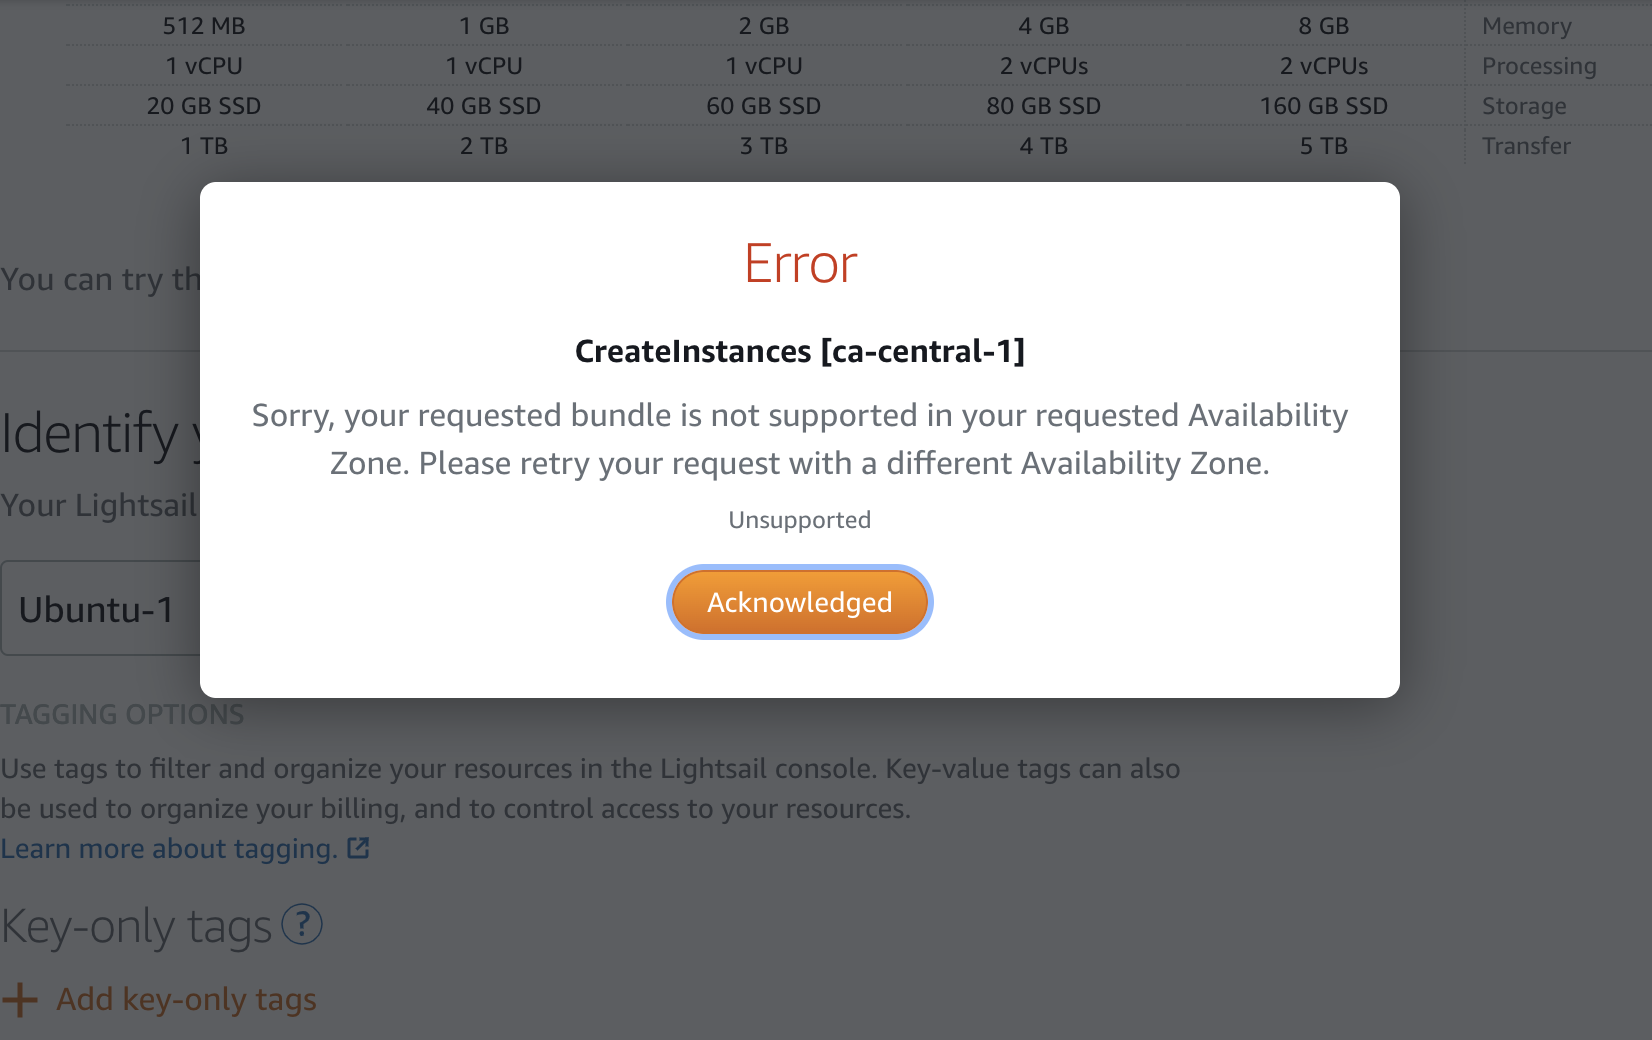 512 MB 1 GB 2 GB 4 GB 8 GB Memory
1 vCPU 1 vCPU 1 vCPU 2 vCPUs 2 vCPUs Processing
20 GB SSD 40 GB SSD 60 GB SSD 80 GB SSD 160 GB SSD Storage
1 TB 2 TB 3 TB 4 TB 5 TB Transfer
Error
CreateInstances [ca-central-1]
Sorry, your requested bundle is not supported in your requested Availability
Zone. Please retry your request with a different Availability Zone.
Unsupported
Acknowledged
You can try
Identify
Your Lightsail
Ubuntu-1
TAGGING OPTIONS
Use tags to filter and organize your resources in the Lightsail console. Key-value tags can also
be used to organize your billing, and to control access to your resources.
Learn more about tagging.
Key-only tags ?
+ Add key-only tags